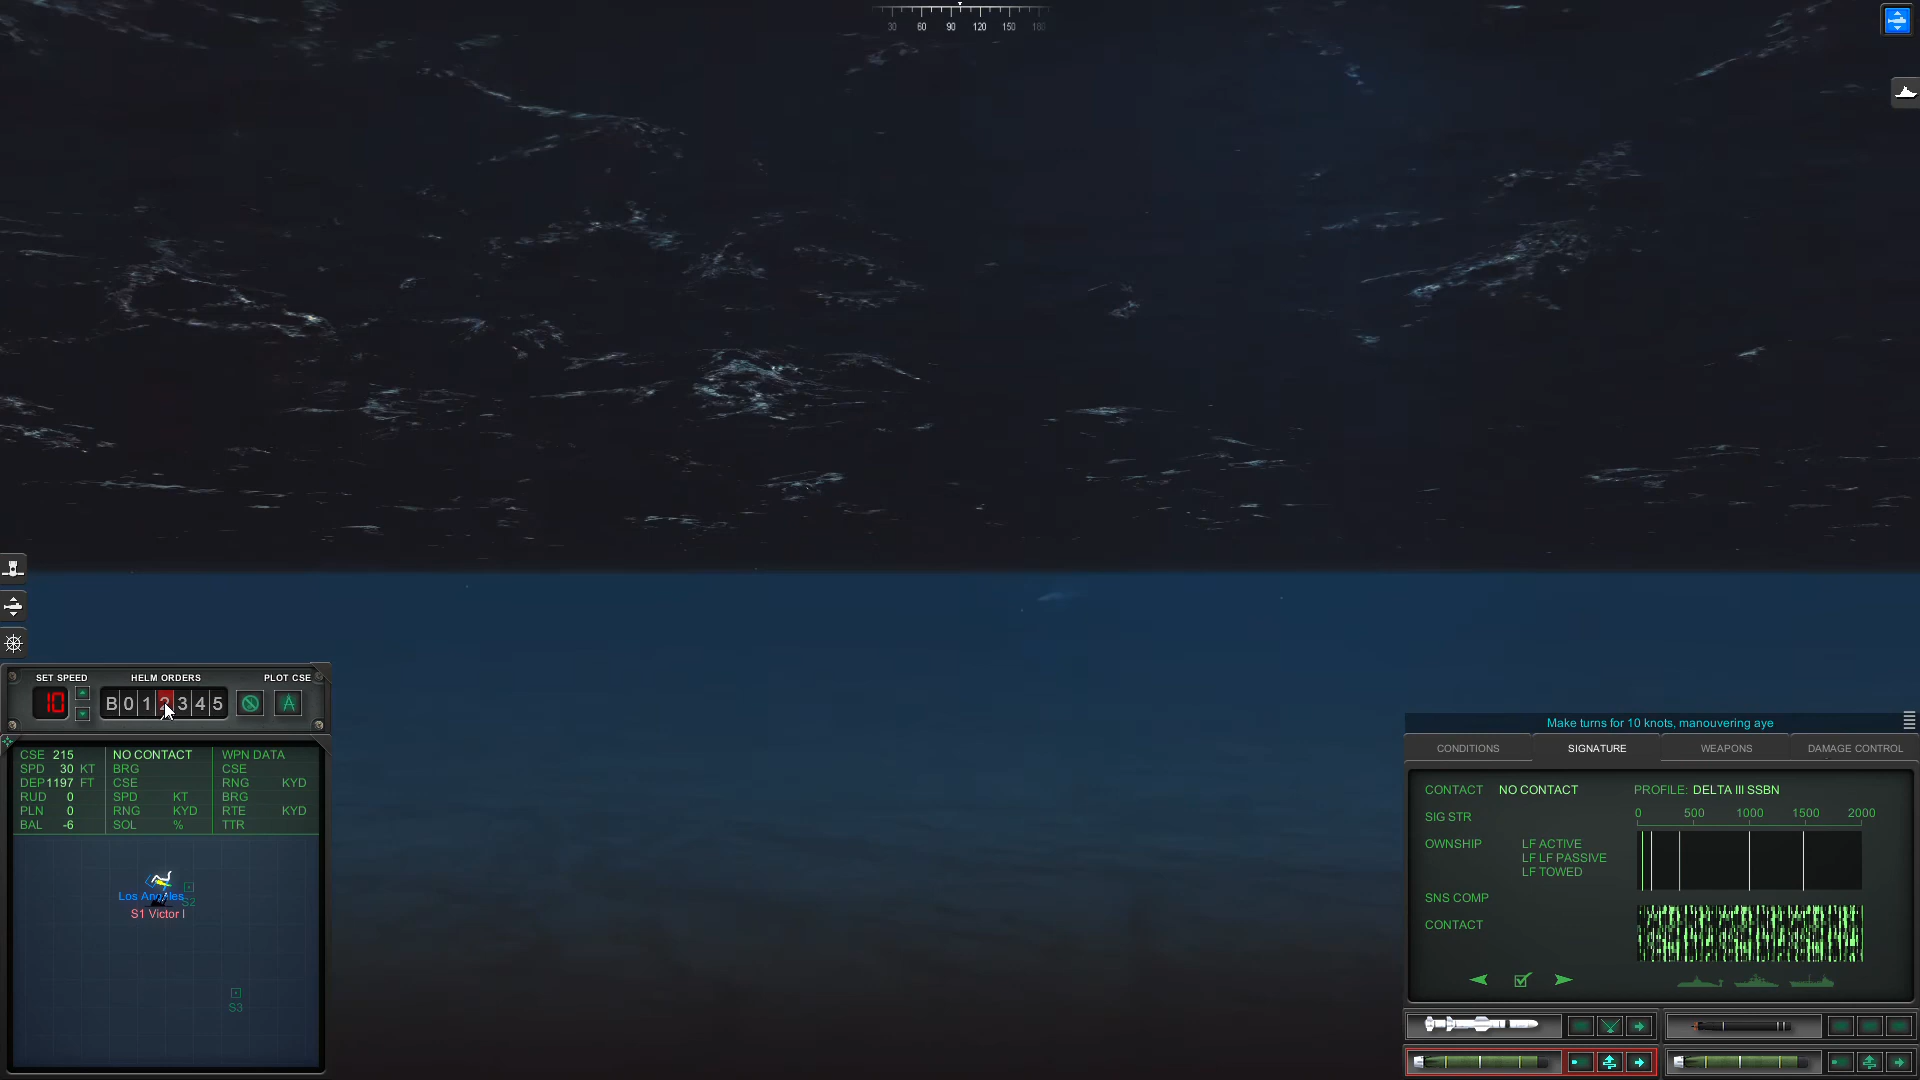 30 60 90 120 150 180
SET SPEED HELM ORDERS PLOT CSE
10 B 0 1 2 3 4 5
CSE 215 NO CONTACT WPN DATA
SPD 30 KT BRG CSE
DEP 1197 FT CSE RNG KYD
RUD 0 SPD KT BRG
PLN 0 RNG KYD RTE KYD
BAL -6 SOL % TTR
Los Angeles
S2
S1 Victor I
S3
Make turns for 10 knots, manouvering aye
CONDITIONS SIGNATURE WEAPONS DAMAGE CONTROL
CONTACT NO CONTACT PROFILE: DELTA III SSBN
SIG STR 0 500 1000 1500 2000
OWNSHIP LF ACTIVE
LF LF PASSIVE
LF TOWED
SNS COMP
CONTACT